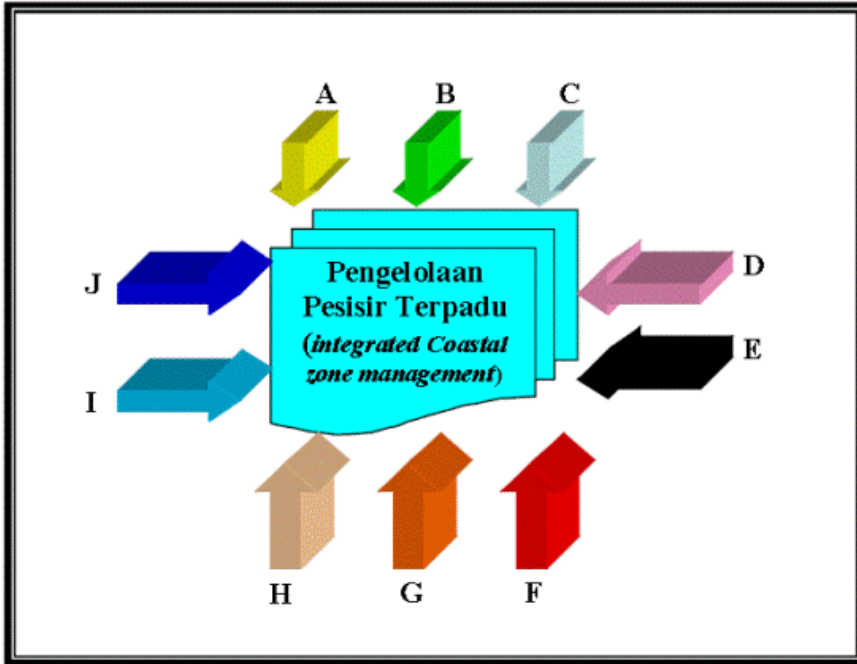 A B C
J
Pengelolaan
Pesisir Terpadu
(integrated Coastal
zone management)
D
E
I
H G F